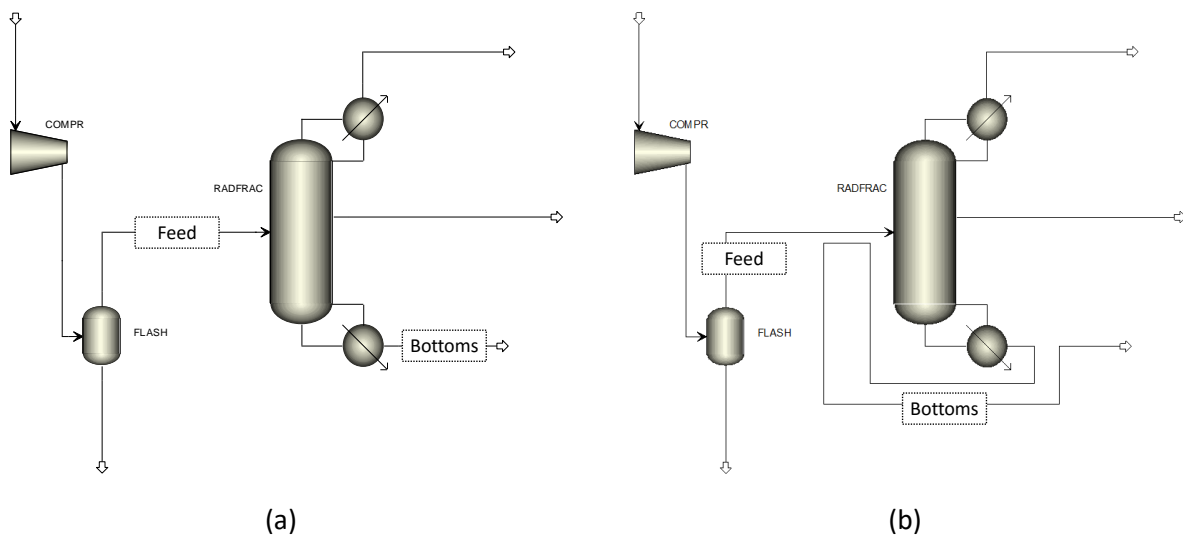 COMPR
RADFRAC
Feed
FLASH
Bottoms
(a)
COMPR
RADFRAC
Feed
FLASH
Bottoms
(b)